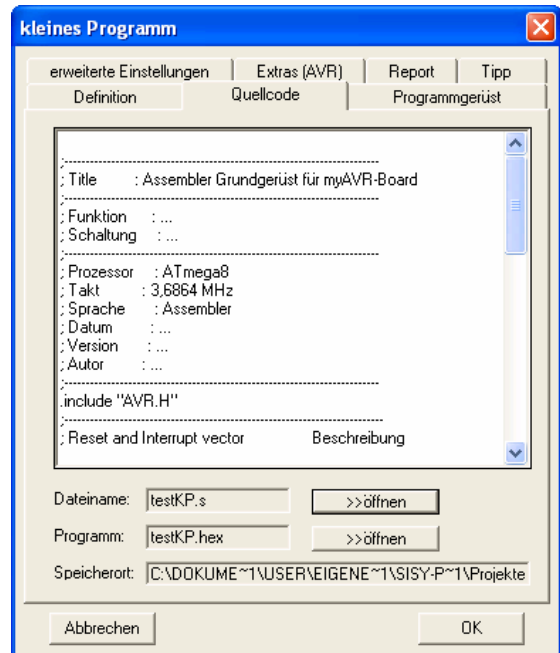 kleines Programm
erweiterte Einstellungen Extras (AVR) Report Tipp
Definition Quellcode Programmgerüst
;--------------------------------------------------------------------------------
; Title : Assembler Grundgerüst für myAVR-Board
;--------------------------------------------------------------------------------
; Funktion : ...
; Schaltung : ...
;--------------------------------------------------------------------------------
; Prozessor : ATmega8
; Takt : 3,6864 MHz
; Sprache : Assembler
; Datum : ...
; Version : ...
; Autor : ...
;--------------------------------------------------------------------------------
.include "AVR.H"
;--------------------------------------------------------------------------------
; Reset and Interrupt vector Beschreibung
Dateiname: testKP.s >>öffnen
Programm: testKP.hex >>öffnen
Speicherort: C:\DOKUME~1\USER\EIGENE~1\SISY-P~1\Projekte
Abbrechen OK